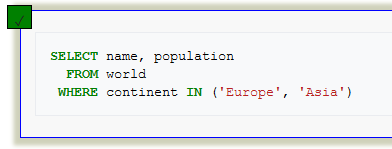 SELECT name, population
FROM world
WHERE continent IN ('Europe', 'Asia')